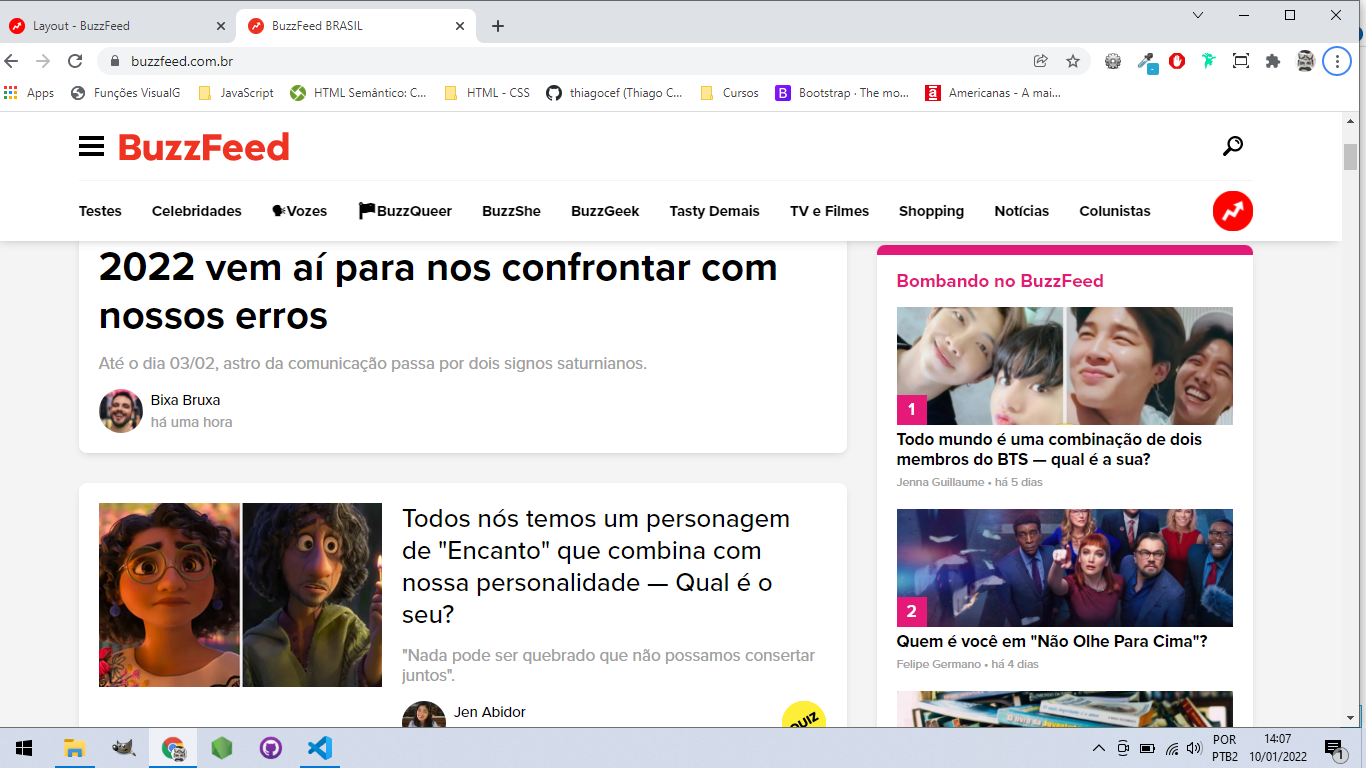 Layout - BuzzFeed
BuzzFeed BRASIL
buzzfeed.com.br
Apps
Funções VisualG
JavaScript
HTML Semântico: C...
HTML - CSS
thiagocef (Thiago C...
Cursos
Bootstrap · The mo...
Americanas - A mai...
BuzzFeed
Testes
Celebridades
Vozes
BuzzQueer
BuzzShe
BuzzGeek
Tasty Demais
TV e Filmes
Shopping
Notícias
Colunistas
2022 vem aí para nos confrontar com
nossos erros
Até o dia 03/02, astro da comunicação passa por dois signos saturnianos.
Bixa Bruxa
há uma hora
Todos nós temos um personagem
de "Encanto" que combina com
nossa personalidade — Qual é o
seu?
"Nada pode ser quebrado que não possamos consertar
juntos".
Jen Abidor
QUIZ
Bombando no BuzzFeed
1
Todo mundo é uma combinação de dois
membros do BTS — qual é a sua?
Jenna Guillaume • há 5 dias
2
Quem é você em "Não Olhe Para Cima"?
Felipe Germano • há 4 dias
POR
PTB2
14:07
10/01/2022
1